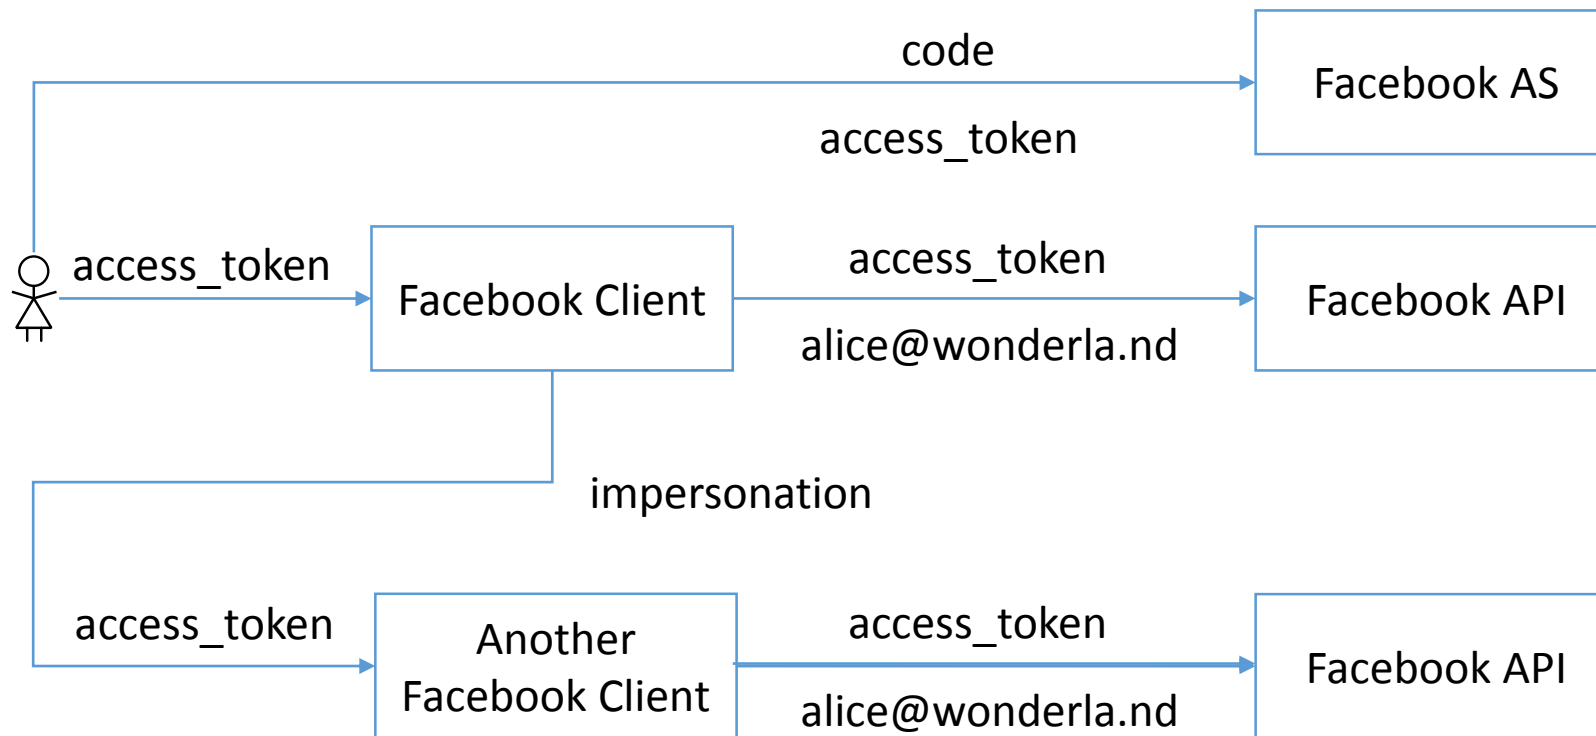 code
Facebook AS
access_token
access_token
Facebook Client
access_token
alice@wonderla.nd
Facebook API
impersonation
access_token
Another
Facebook Client
access_token
alice@wonderla.nd
Facebook API